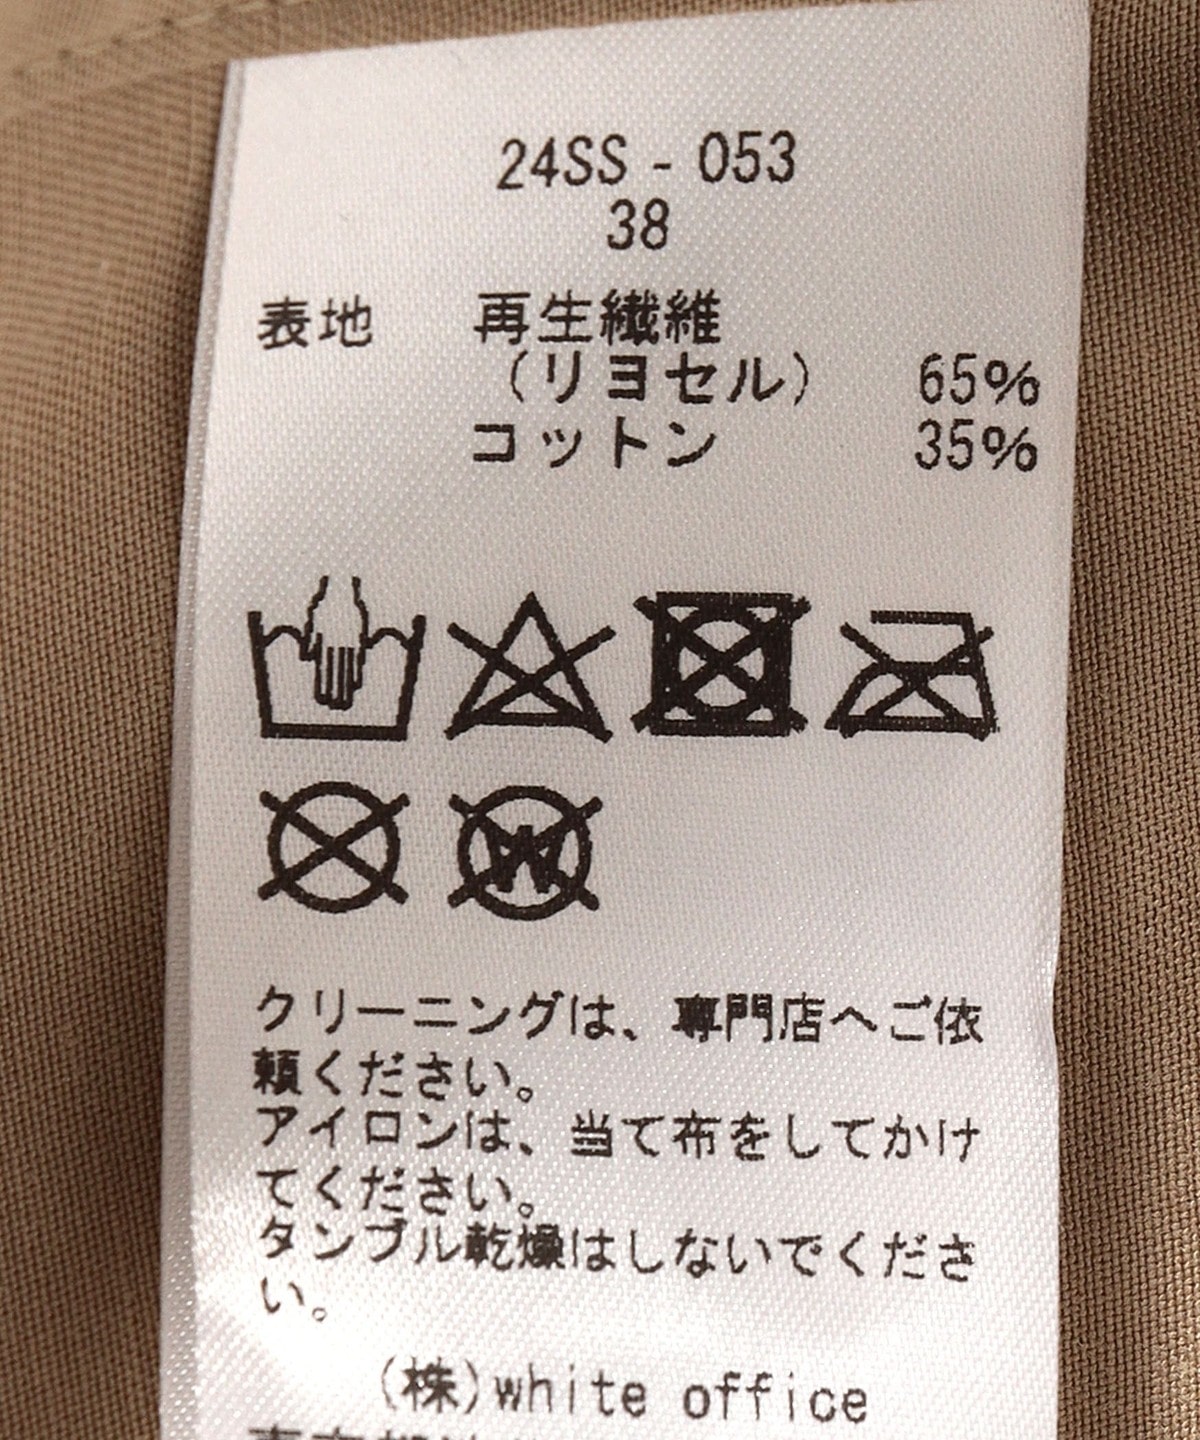 24SS - 053
38
表地 再生繊維
(リヨセル) 65%
コットン 35%
W
クリーニングは、専門店へご依
頼ください。
アイロンは、当て布をしてかけ
てください。
タンブル乾燥はしないでくださ
い。
(株)white office